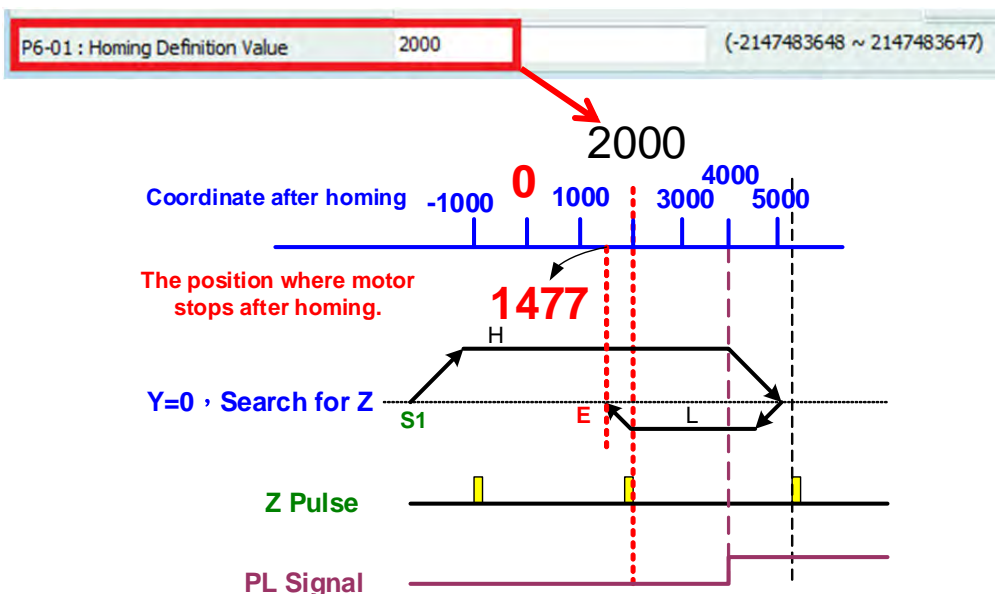 P6-01 : Homing Definition Value 2000 (-2147483648 ~ 2147483647)
2000
Coordinate after homing -1000 0 1000 3000 4000 5000
The position where motor
stops after homing.
1477
H
Y=0，Search for Z
S1 E L
Z Pulse
PL Signal